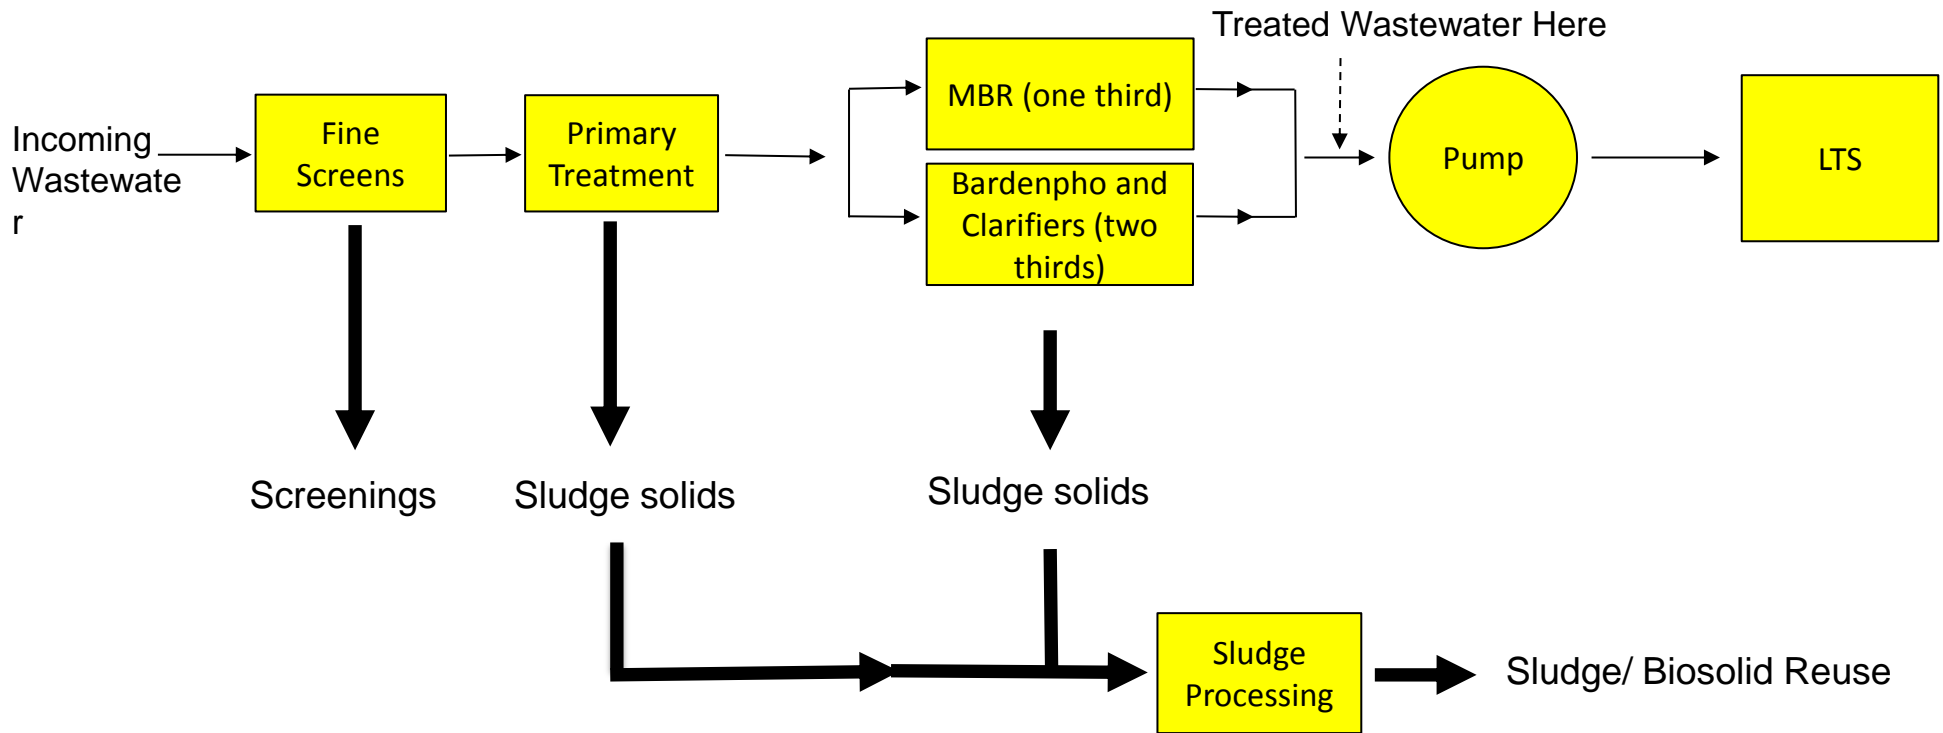 Treated Wastewater Here
Incoming
Wastewate
r
Fine
Screens
Primary
Treatment
MBR (one third)
Bardenpho and
Clarifiers (two
thirds)
Pump
LTS
Screenings
Sludge solids
Sludge solids
Sludge
Processing
Sludge/ Biosolid Reuse